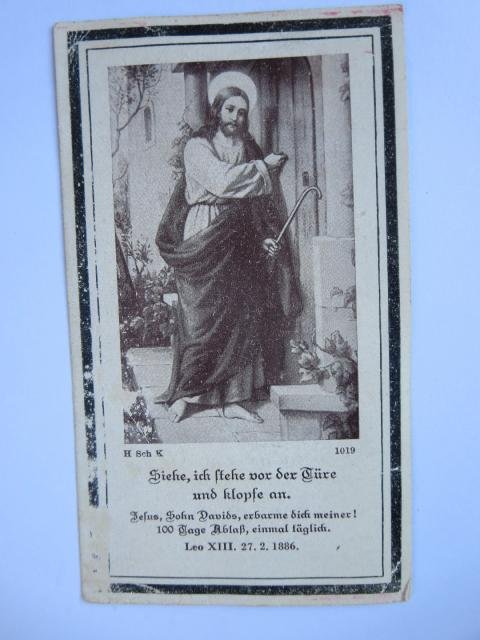 H Sch K 1019
Siehe, ich stehe vor der Türe
und klopfe an.
Jesus, Sohn Davids, erbarme dich meiner!
100 Tage Ablaß, einmal täglich.
Leo XIII. 27. 2. 1886.